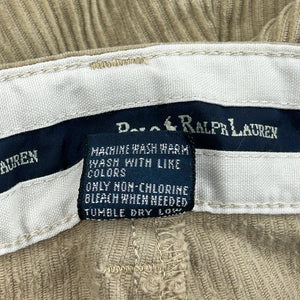 POLO RALPH LAUREN
AUREN
MACHINE WASH WARM
WASH WITH LIKE
COLORS
ONLY NON-CHLORINE
BLEACH WHEN NEEDED
TUMBLE DRY LOW